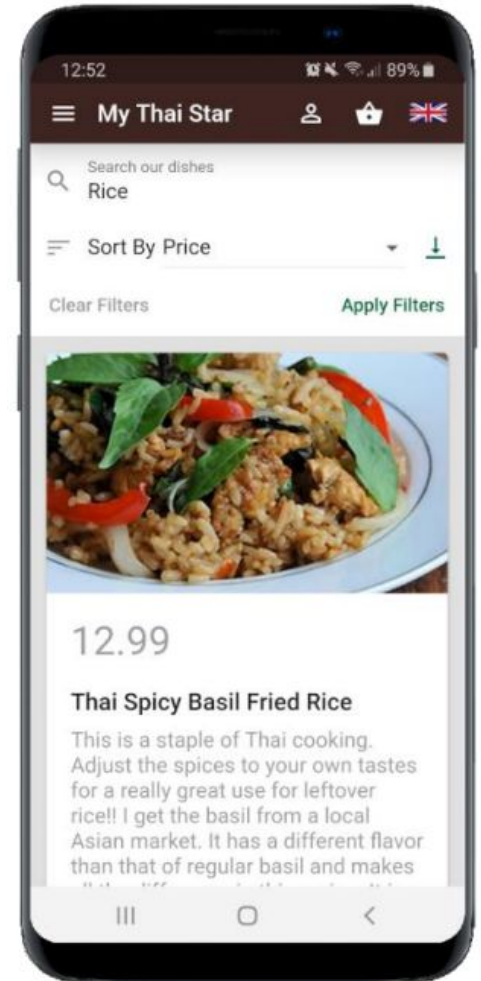 12:52 89%
My Thai Star
Search our dishes
Rice
Sort By Price
Clear Filters Apply Filters
12.99
Thai Spicy Basil Fried Rice
This is a staple of Thai cooking.
Adjust the spices to your own tastes
for a really great use for leftover
rice!! I get the basil from a local
Asian market. It has a different flavor
than that of regular basil and makes